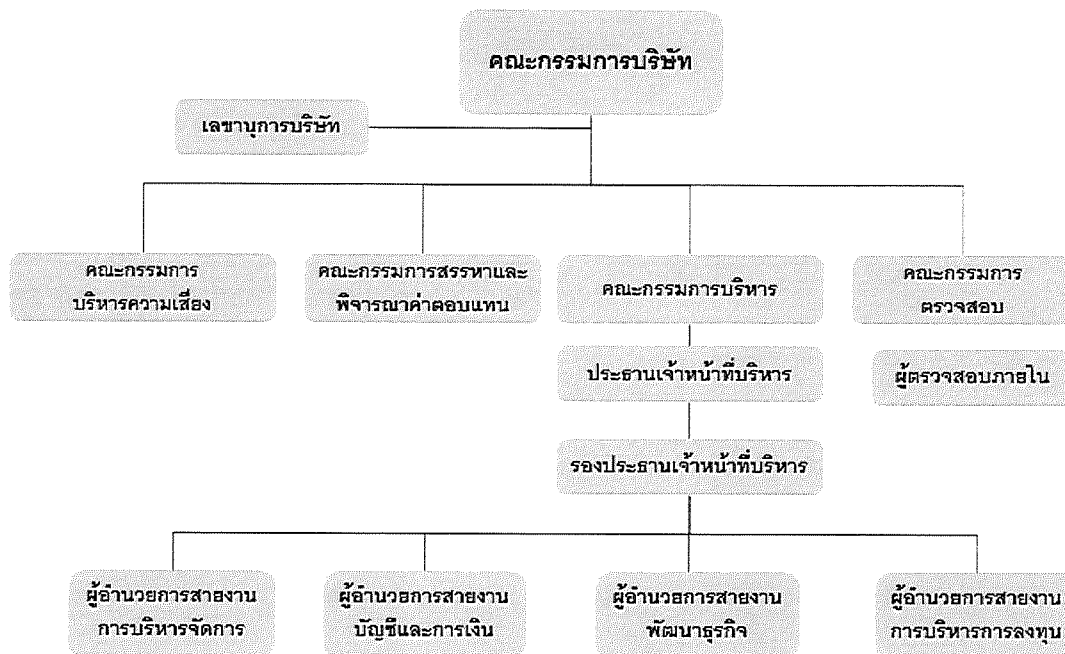 คณะกรรมการบริษัท
เลขานุการบริษัท
คณะกรรมการ
บริหารความเสี่ยง
คณะกรรมการสรรหาและ
พิจารณาค่าตอบแทน
คณะกรรมการบริหาร
คณะกรรมการ
ตรวจสอบ
ประธานเจ้าหน้าที่บริหาร
ผู้ตรวจสอบภายใน
รองประธานเจ้าหน้าที่บริหาร
ผู้อำนวยการสายงาน
การบริหารจัดการ
ผู้อำนวยการสายงาน
บัญชีและการเงิน
ผู้อำนวยการสายงาน
พัฒนาธุรกิจ
ผู้อำนวยการสายงาน
การบริหารการลงทุน